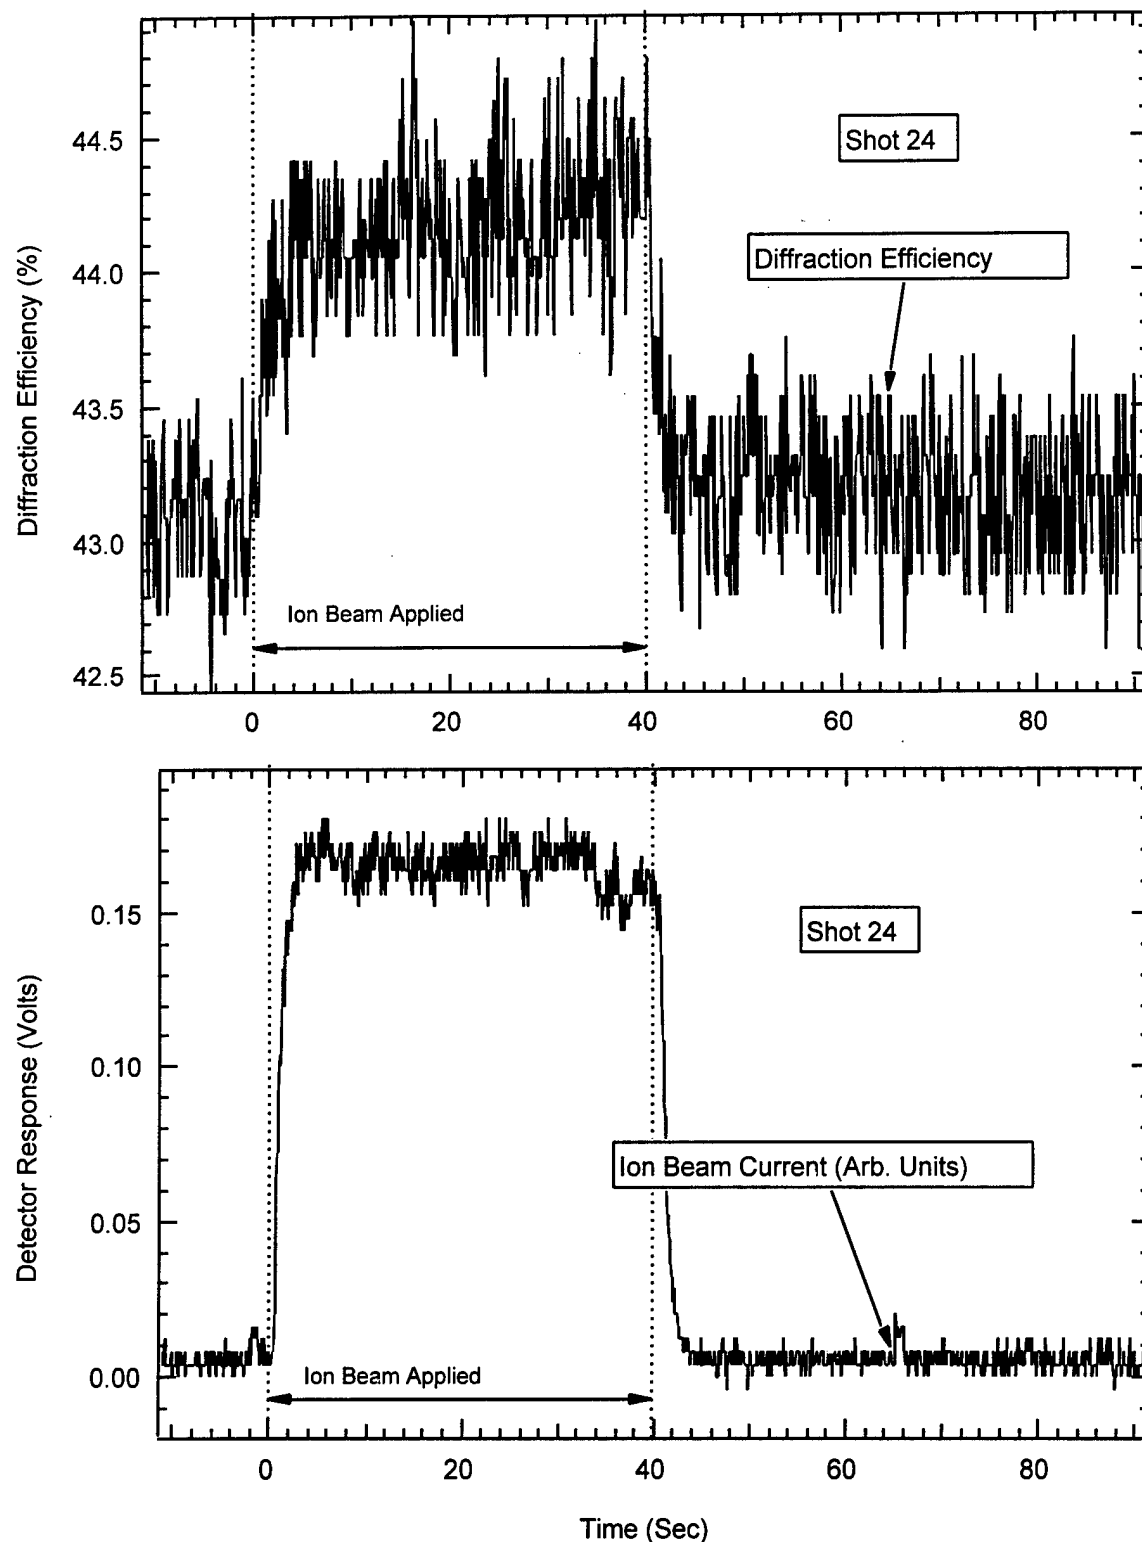 44.5
44.0
43.5
43.0
42.5
Diffraction Efficiency (%)
Shot 24
Diffraction Efficiency
Ion Beam Applied
0
20
40
60
80
0.15
0.10
0.05
0.00
Detector Response (Volts)
Shot 24
Ion Beam Current (Arb. Units)
Ion Beam Applied
0
20
40
60
80
Time (Sec)